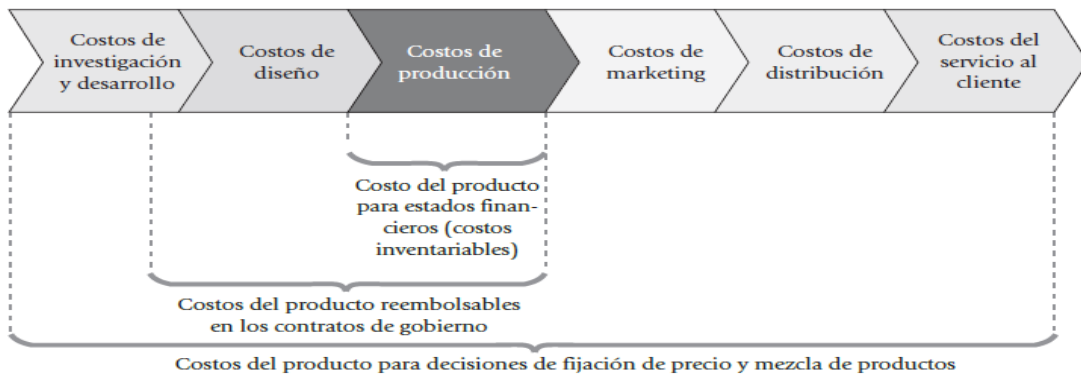 Costos de
investigación
y desarrollo
Costos de
diseño
Costos de
producción
Costos de
marketing
Costos de
distribución
Costos del
servicio al
cliente
Costo del producto
para estados finan-
cieros (costos
inventariables)
Costos del producto reembolsables
en los contratos de gobierno
Costos del producto para decisiones de fijación de precio y mezcla de productos